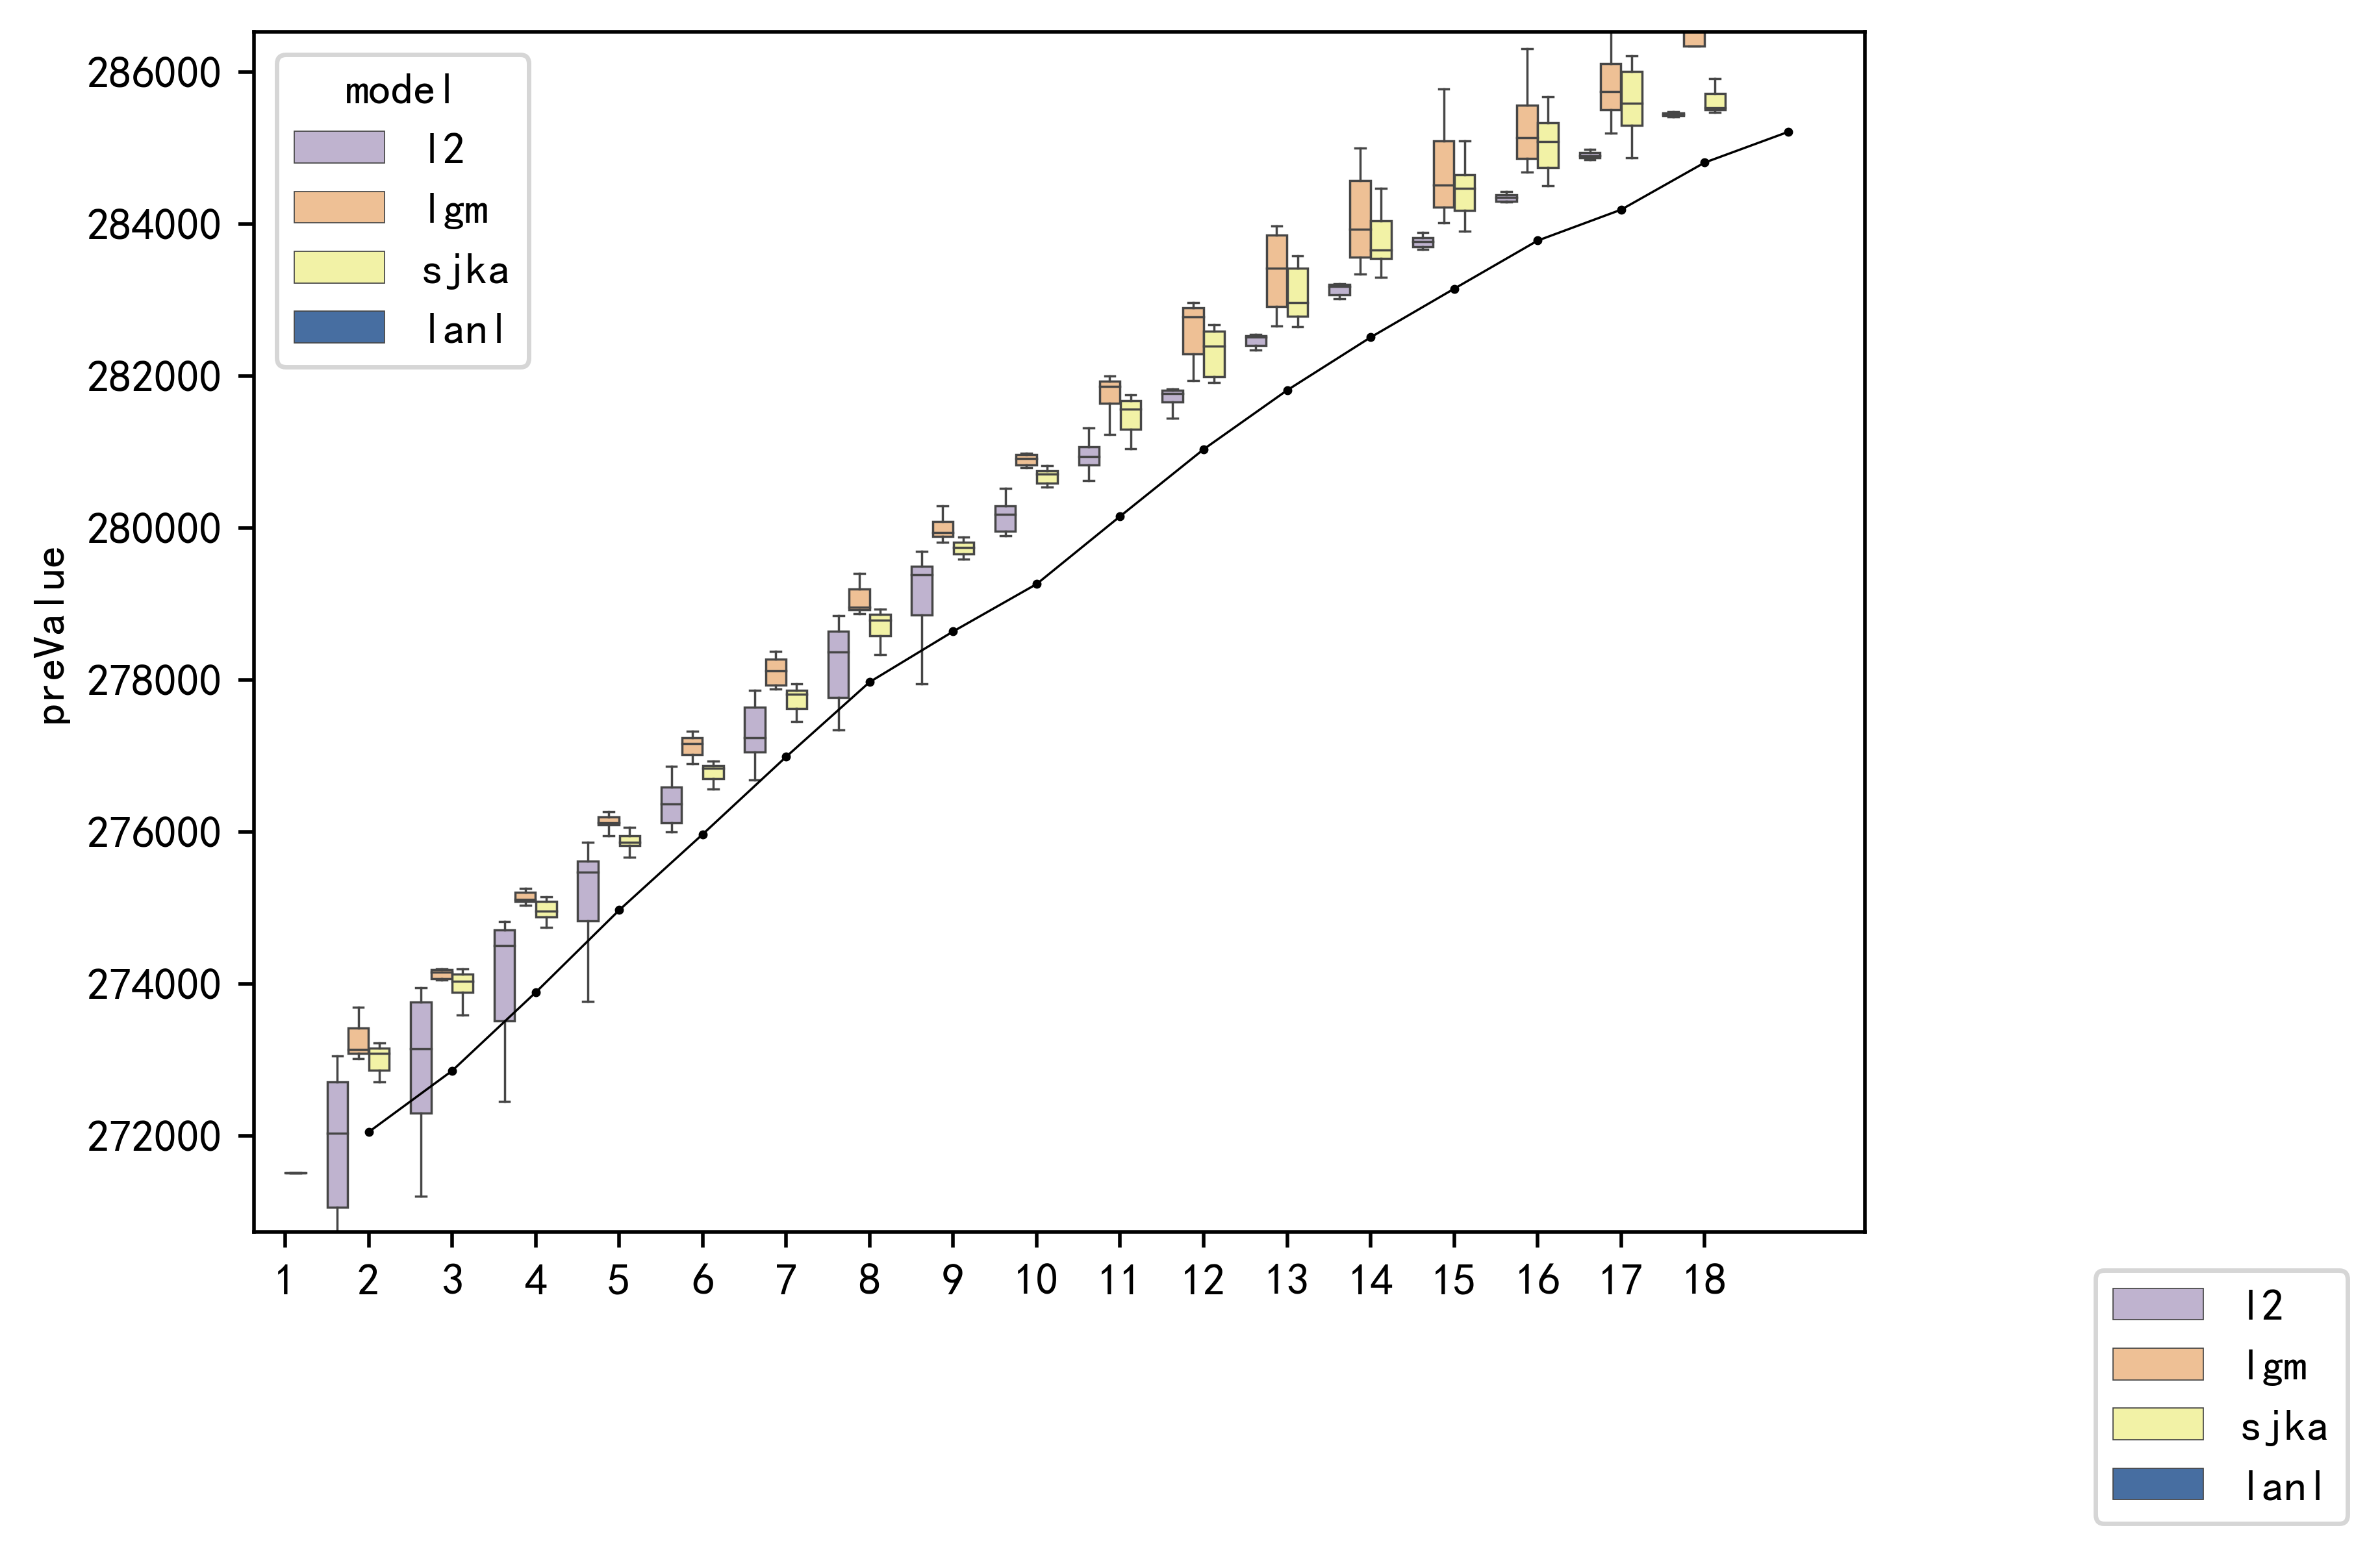 model
l2
lgm
sjka
lanl
286000
284000
282000
280000
278000
276000
274000
272000
preValue
1 2 3 4 5 6 7 8 9 10 11 12 13 14 15 16 17 18
l2
lgm
sjka
lanl